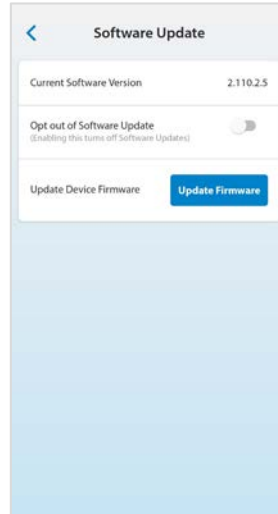 Software Update
Current Software Version 2.110.2.5
Opt out of Software Update
(Enabling this turns off Software Updates)
Update Device Firmware Update Firmware